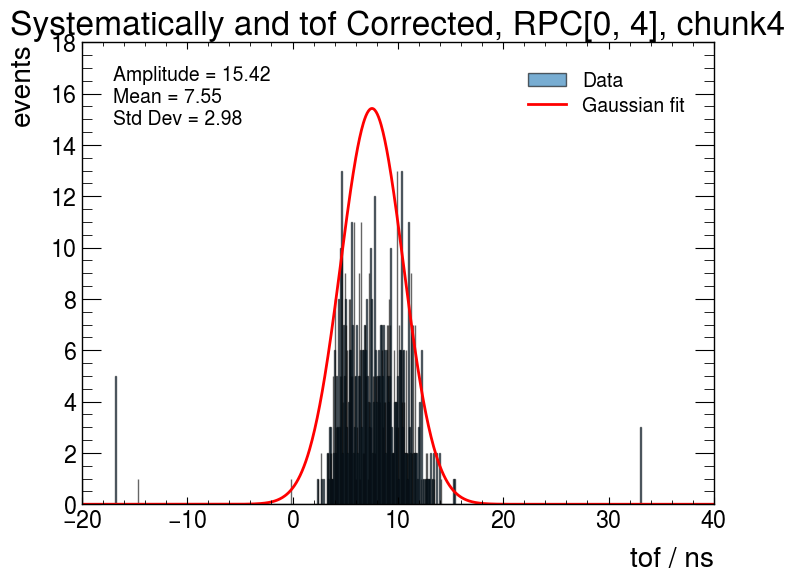 Systematically and tof Corrected, RPC[0, 4], chunk4
events
18
16
14
12
10
8
6
4
2
0
Amplitude = 15.42
Mean = 7.55
Std Dev = 2.98
Data
Gaussian fit
−20 −10 0 10 20 30 40
tof / ns